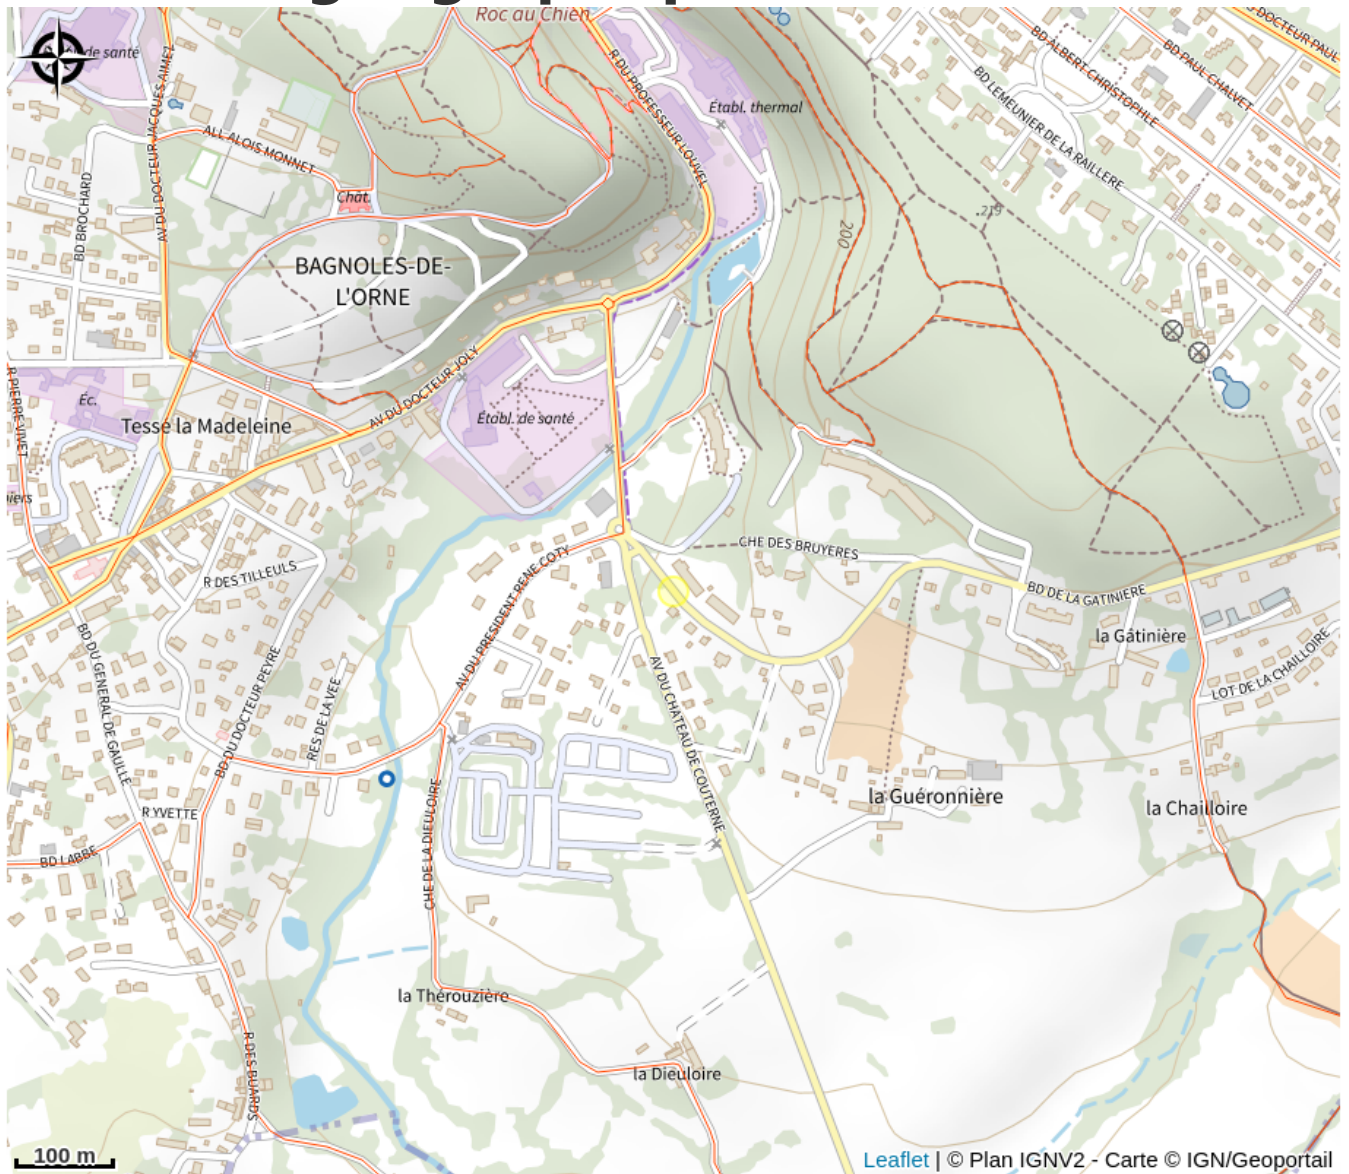 Roc au Chien
de santé
BD DOCTEUR PAUL
BD ALBERT CHRISTOPHLE
BD PAUL CHALVET
R DU PROFESSEUR LOUVEL
Établ. thermal
BD LEMEUNIER DE LA RAILLERE
AV DU DOCTEUR JACQUES AIMEZ
ALL ALOIS MONNET
BD BROCHARD
Chât.
219
200
BAGNOLES-DE-
L'ORNE
AV DU DOCTEUR JOLY
R PIERRE VIVET
Éc.
Tessé la Madeleine
Établ. de santé
niers
CHE DES BRUYERES
R DES TILLEULS
AV DU PRESIDENT RENE COTY
BD DE LA GATINIERE
la Gâtinière
BD DU GENERAL DE GAULLE
BD DU DOCTEUR PEYRE
RES DE LA VEE
AV DU CHATEAU DE COUTERNE
LOT DE LA CHAILLOIRE
la Guéronnière
la Chailloire
R YVETTE
CHE DE LA DIEULOIRE
BD LABBE
la Thérouzière
R DES BUARDS
la Dieuloire
100 m
Leaflet | © Plan IGNV2 - Carte © IGN/Geoportail